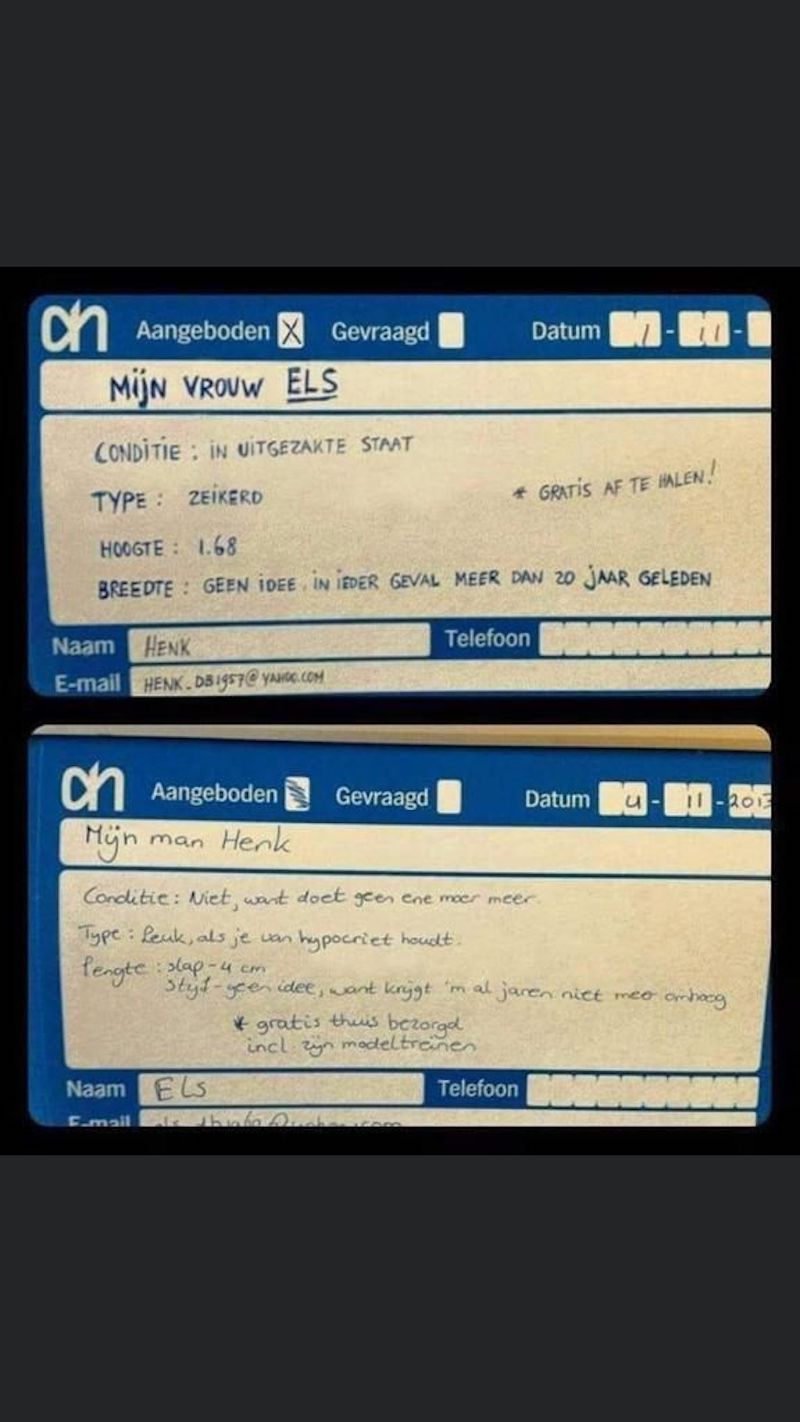 ah Aangeboden X Gevraagd Datum 1 - 11 -
MIJN VROUW ELS
CONDITIE : IN UITGEZAKTE STAAT
TYPE : ZEIKERD
* GRATIS AF TE HALEN!
HOOGTE : 1.68
BREEDTE : GEEN IDEE, IN IEDER GEVAL MEER DAN 20 JAAR GELEDEN
Naam HENK Telefoon
E-mail HENK.DB1957@YAHOO.COM
ah Aangeboden Gevraagd Datum 4 - 11 - 2013
Mijn man Henk
Conditie: Niet, want doet geen ene moer meer.
Type: Leuk, als je van hypocriet houdt.
Lengte : slap - 4 cm
Stijf - geen idee, want krijgt 'm al jaren niet meer omhoog
* gratis thuis bezorgd
incl. zijn modeltreinen
Naam ELS Telefoon
E-mail